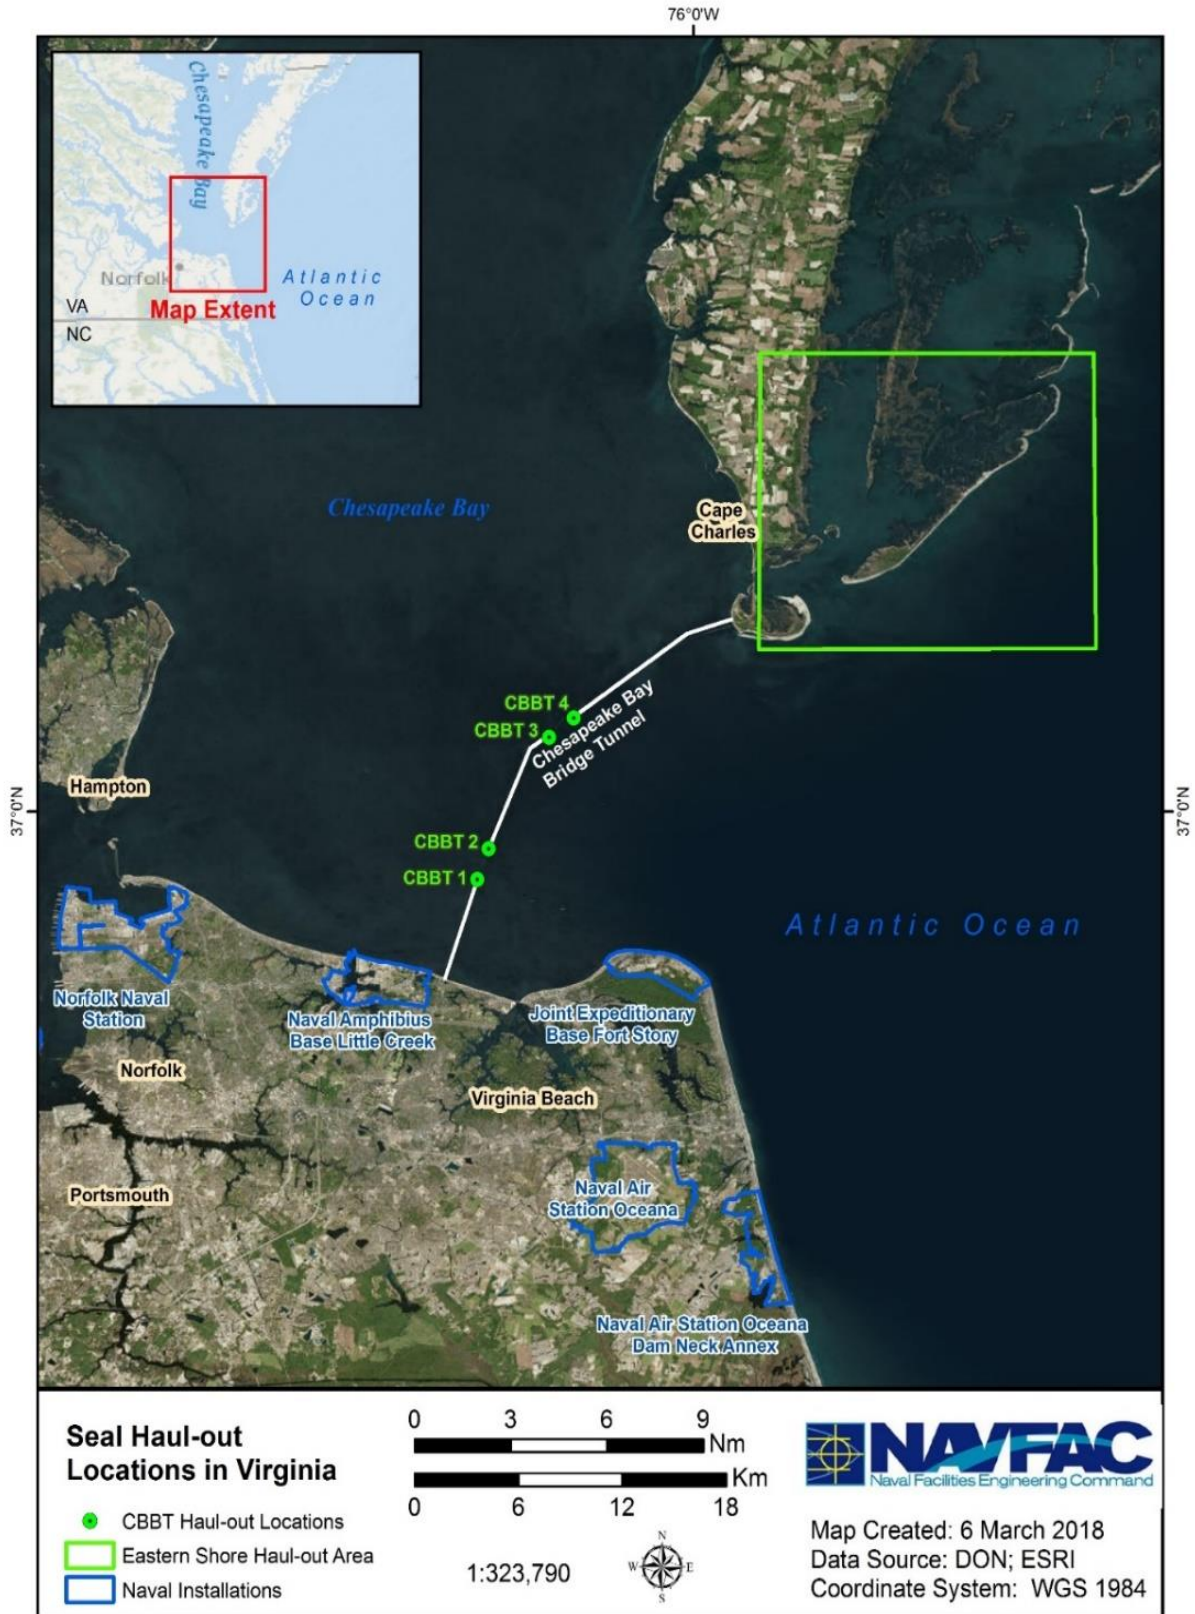 76°0'W
Chesapeake Bay
Norfolk
Atlantic
Ocean
VA
NC
Map Extent
Chesapeake Bay
Cape
Charles
CBBT 4
CBBT 3
Chesapeake Bay
Bridge Tunnel
Hampton
37°0'N
37°0'N
CBBT 2
CBBT 1
Atlantic Ocean
Norfolk Naval
Station
Naval Amphibius
Base Little Creek
Joint Expeditionary
Base Fort Story
Norfolk
Virginia Beach
Portsmouth
Naval Air
Station Oceana
Naval Air Station Oceana
Dam Neck Annex
Seal Haul-out
Locations in Virginia
CBBT Haul-out Locations
Eastern Shore Haul-out Area
Naval Installations
0 3 6 9
Nm
Km
0 6 12 18
1:323,790
N
W E
S
NAVFAC
Naval Facilities Engineering Command
Map Created: 6 March 2018
Data Source: DON; ESRI
Coordinate System: WGS 1984